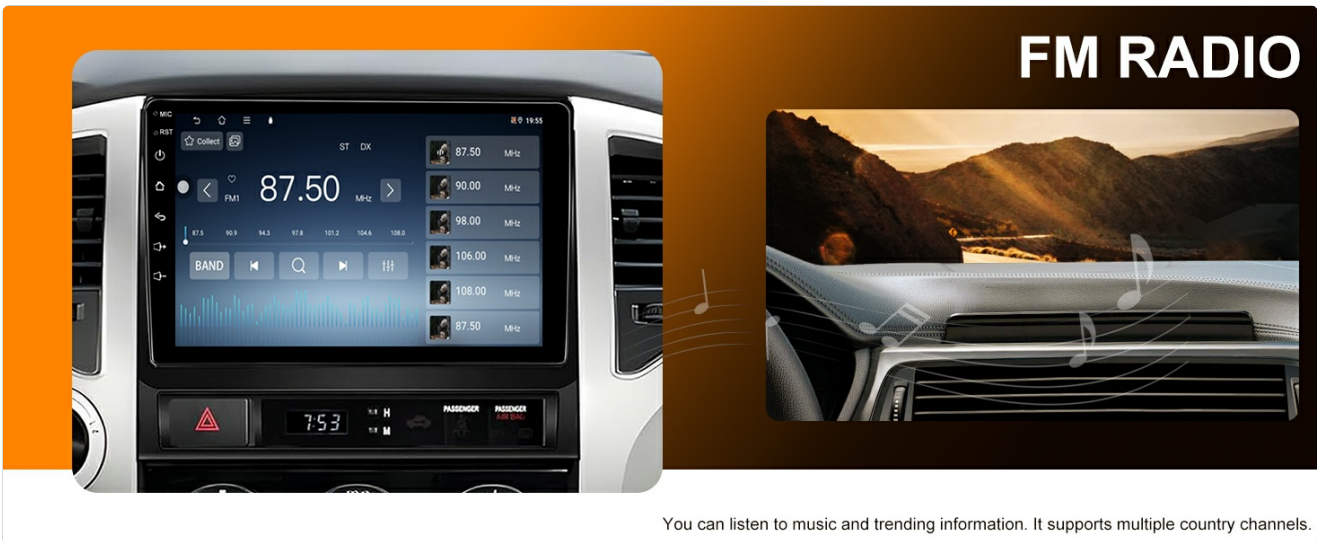 FM RADIO
MIC
RST
19:55
Collect
ST DX
FM1
87.50 MHz
87.5 90.9 94.3 97.8 101.2 104.6 108.0
BAND
87.50 MHz
90.00 MHz
98.00 MHz
106.00 MHz
108.00 MHz
87.50 MHz
7:53
H
M
PASSENGER
PASSENGER
AIR BAG
You can listen to music and trending information. It supports multiple country channels.